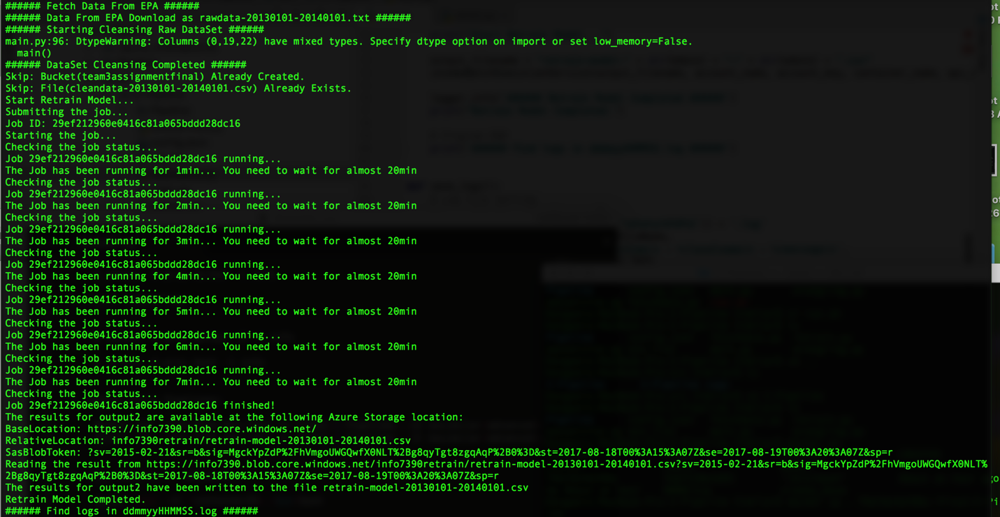 ###### Fetch Data From EPA ######
###### Data From EPA Download as rawdata-20130101-20140101.txt ######
###### Starting Cleansing Raw DataSet ######
main.py:96: DtypeWarning: Columns (0,19,22) have mixed types. Specify dtype option on import or set low_memory=False.
  main()
###### DataSet Cleansing Completed ######
Skip: Bucket(team3assignmentfinal) Already Created.
Skip: File(cleandata-20130101-20140101.csv) Already Exists.
Start Retrain Model...
Submitting the job...
Job ID: 29ef212960e0416c81a065bddd28dc16
Starting the job...
Checking the job status...
Job 29ef212960e0416c81a065bddd28dc16 running...
The Job has been running for 1min... You need to wait for almost 20min
Checking the job status...
Job 29ef212960e0416c81a065bddd28dc16 running...
The Job has been running for 2min... You need to wait for almost 20min
Checking the job status...
Job 29ef212960e0416c81a065bddd28dc16 running...
The Job has been running for 3min... You need to wait for almost 20min
Checking the job status...
Job 29ef212960e0416c81a065bddd28dc16 running...
The Job has been running for 4min... You need to wait for almost 20min
Checking the job status...
Job 29ef212960e0416c81a065bddd28dc16 running...
The Job has been running for 5min... You need to wait for almost 20min
Checking the job status...
Job 29ef212960e0416c81a065bddd28dc16 running...
The Job has been running for 6min... You need to wait for almost 20min
Checking the job status...
Job 29ef212960e0416c81a065bddd28dc16 running...
The Job has been running for 7min... You need to wait for almost 20min
Checking the job status...
Job 29ef212960e0416c81a065bddd28dc16 finished!
The results for output2 are available at the following Azure Storage location:
BaseLocation: https://info7390.blob.core.windows.net/
RelativeLocation: info7390retrain/retrain-model-20130101-20140101.csv
SasBlobToken: ?sv=2015-02-21&sr=b&sig=MgckYpZdP%2FhVmgoUWGQwfX0NLT%2Bg8qyTgt8zgqAqP%2B0%3D&st=2017-08-18T00%3A15%3A07Z&se=2017-08-19T00%3A20%3A07Z&sp=r
Reading the result from https://info7390.blob.core.windows.net/info7390retrain/retrain-model-20130101-20140101.csv?sv=2015-02-21&sr=b&sig=MgckYpZdP%2FhVmgoUWGQwfX0NLT%
2Bg8qyTgt8zgqAqP%2B0%3D&st=2017-08-18T00%3A15%3A07Z&se=2017-08-19T00%3A20%3A07Z&sp=r
The results for output2 have been written to the file retrain-model-20130101-20140101.csv
Retrain Model Completed.
###### Find logs in ddmmyyHHMMSS.log ######